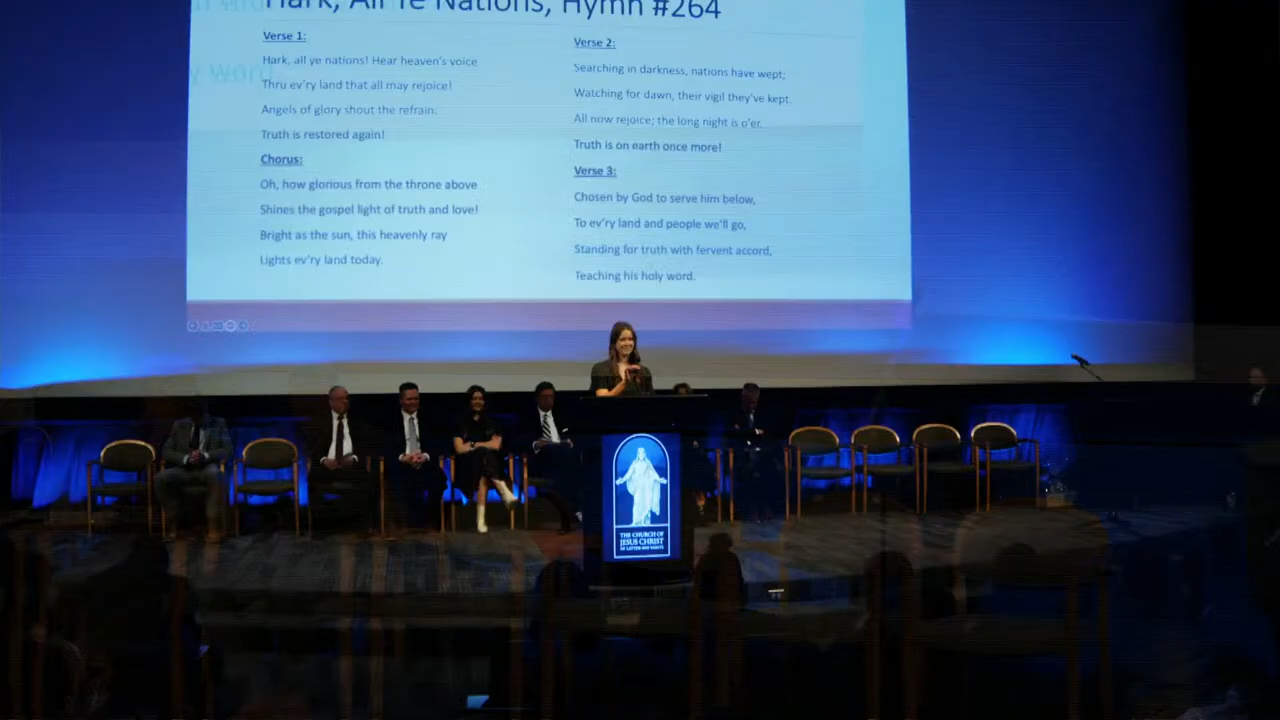 Hark, All Ye Nations, Hymn #264
Verse 1:
Hark, all ye nations! Hear heaven's voice
Thru ev'ry land that all may rejoice!
Angels of glory shout the refrain:
Truth is restored again!
Chorus:
Oh, how glorious from the throne above
Shines the gospel light of truth and love!
Bright as the sun, this heavenly ray
Lights ev'ry land today.
Verse 2:
Searching in darkness, nations have wept;
Watching for dawn, their vigil they've kept.
All now rejoice; the long night is o'er.
Truth is on earth once more!
Verse 3:
Chosen by God to serve him below,
To ev'ry land and people we'll go,
Standing for truth with fervent accord,
Teaching his holy word.
THE CHURCH OF
JESUS CHRIST
OF LATTER-DAY SAINTS